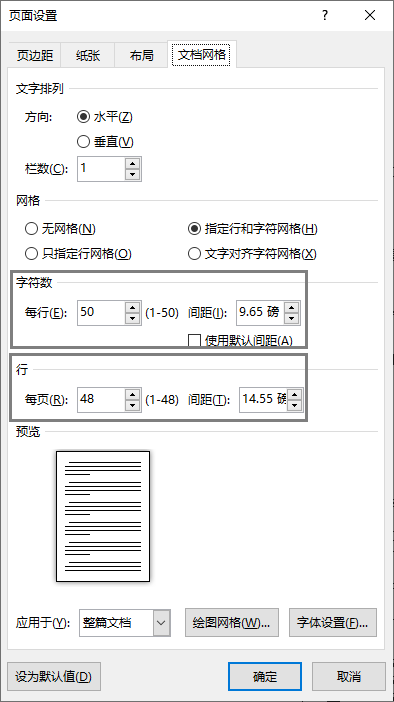 页面设置 ? ×
页边距 纸张 布局 文档网格
文字排列
方向: 水平(Z)
垂直(V)
栏数(C): 1
网格
无网格(N) 指定行和字符网格(H)
只指定行网格(O) 文字对齐字符网格(X)
字符数
每行(E): 50 (1-50) 间距(I): 9.65 磅
使用默认间距(A)
行
每页(R): 48 (1-48) 间距(T): 14.55 磅
预览
应用于(Y): 整篇文档 绘图网格(W)... 字体设置(F)...
设为默认值(D) 确定 取消